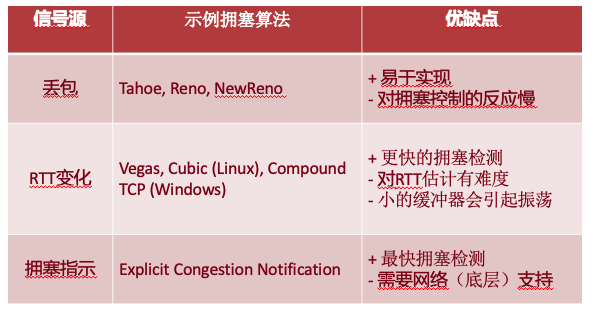 信号源
示例拥塞算法
优缺点
丢包
Tahoe, Reno, NewReno
+ 易于实现
- 对拥塞控制的反应慢
RTT变化
Vegas, Cubic (Linux), Compound
TCP (Windows)
+ 更快的拥塞检测
- 对RTT估计有难度
- 小的缓冲器会引起振荡
拥塞指示
Explicit Congestion Notification
+ 最快拥塞检测
- 需要网络（底层）支持